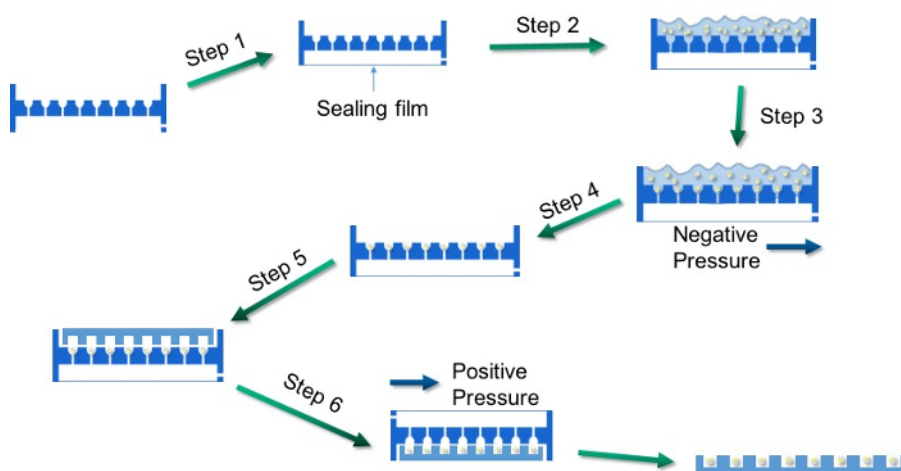 Step 1
Sealing film
Step 2
Step 3
Negative
Pressure
Step 4
Step 5
Step 6
Positive
Pressure